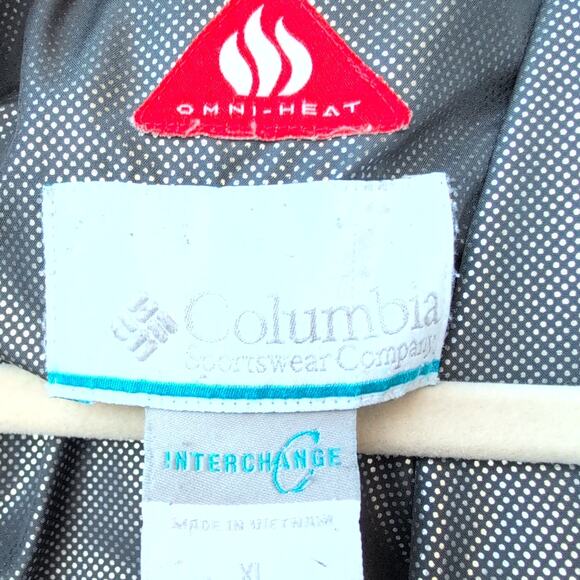 OMNI-HEAT
Columbia
Sportswear Company
INTERCHANGE
MADE IN VIETNAM
XL